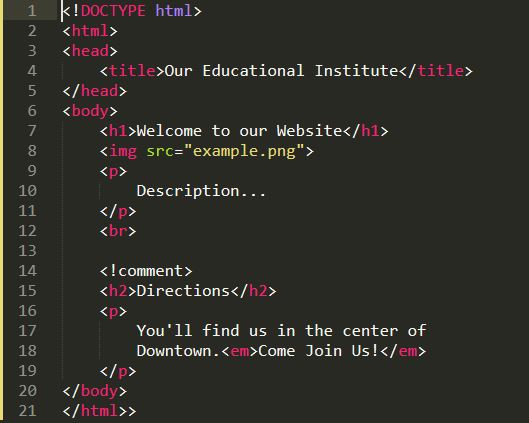 1 <!DOCTYPE html>
2 <html>
3 <head>
4     <title>Our Educational Institute</title>
5 </head>
6 <body>
7     <h1>Welcome to our Website</h1>
8     <img src="example.png">
9     <p>
10         Description...
11     </p>
12     <br>
13
14     <!comment>
15     <h2>Directions</h2>
16     <p>
17         You'll find us in the center of
18         Downtown.<em>Come Join Us!</em>
19     </p>
20 </body>
21 </html>>